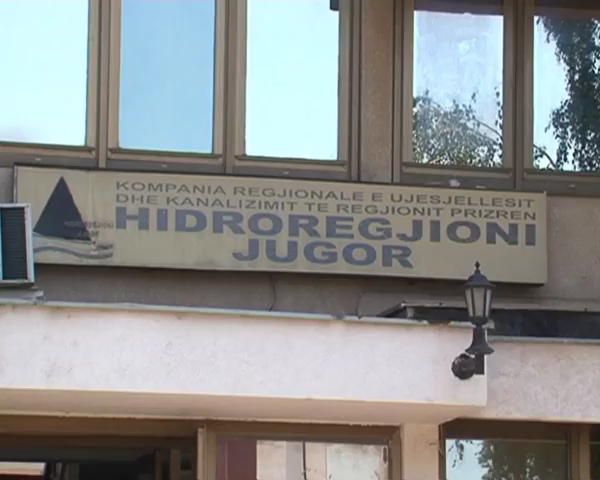 KOMPANIA REGJIONALE E UJESJELLESIT
DHE KANALIZIMIT TE REGJIONIT PRIZREN
HIDROREGJIONI
JUGOR